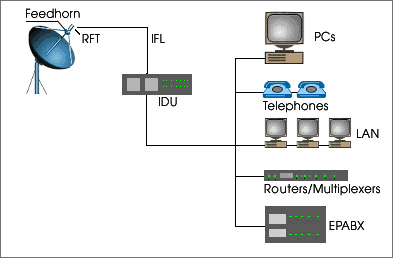 Feedhorn
RFT
IFL
PCs
IDU
Telephones
LAN
Routers/Multiplexers
EPABX